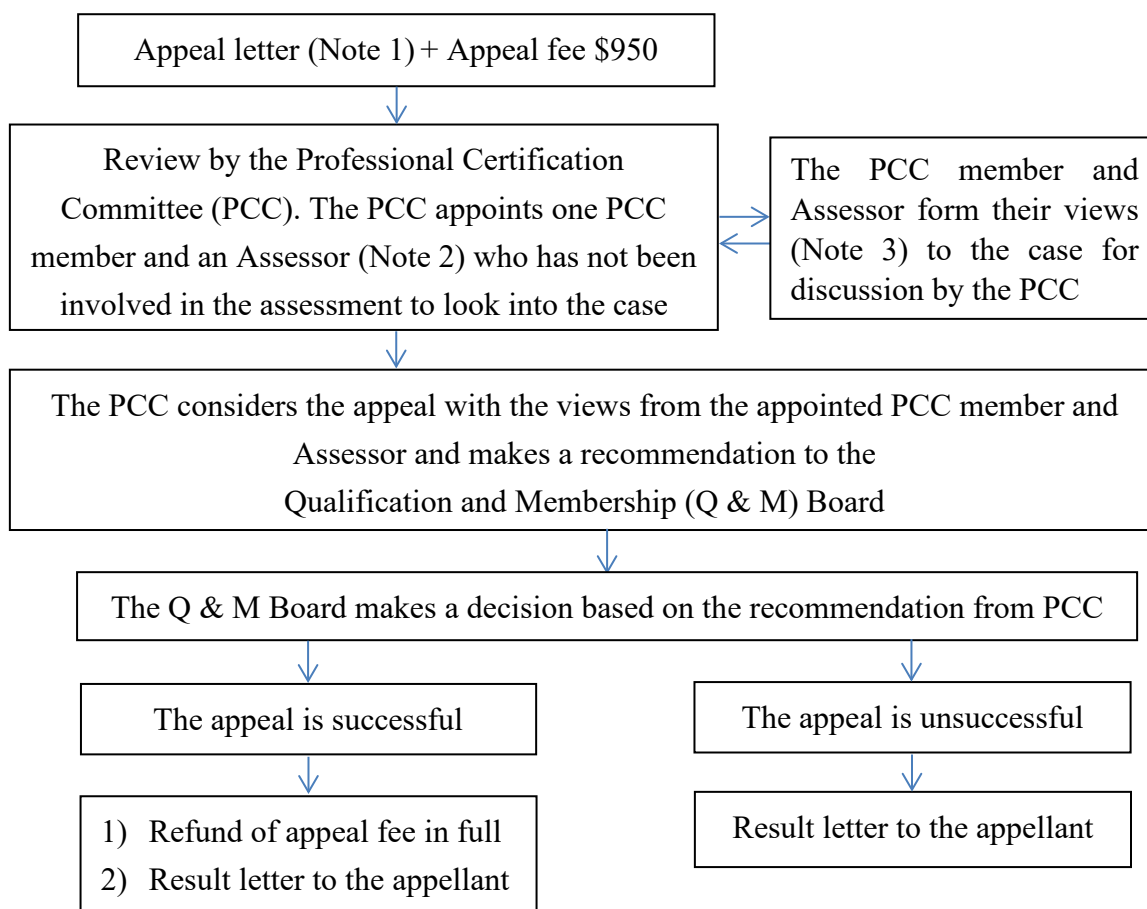 Appeal letter (Note 1) + Appeal fee $950
Review by the Professional Certification
Committee (PCC). The PCC appoints one PCC
member and an Assessor (Note 2) who has not been
involved in the assessment to look into the case
The PCC member and
Assessor form their views
(Note 3) to the case for
discussion by the PCC
The PCC considers the appeal with the views from the appointed PCC member and
Assessor and makes a recommendation to the
Qualification and Membership (Q & M) Board
The Q & M Board makes a decision based on the recommendation from PCC
The appeal is successful
The appeal is unsuccessful
1) Refund of appeal fee in full
2) Result letter to the appellant
Result letter to the appellant